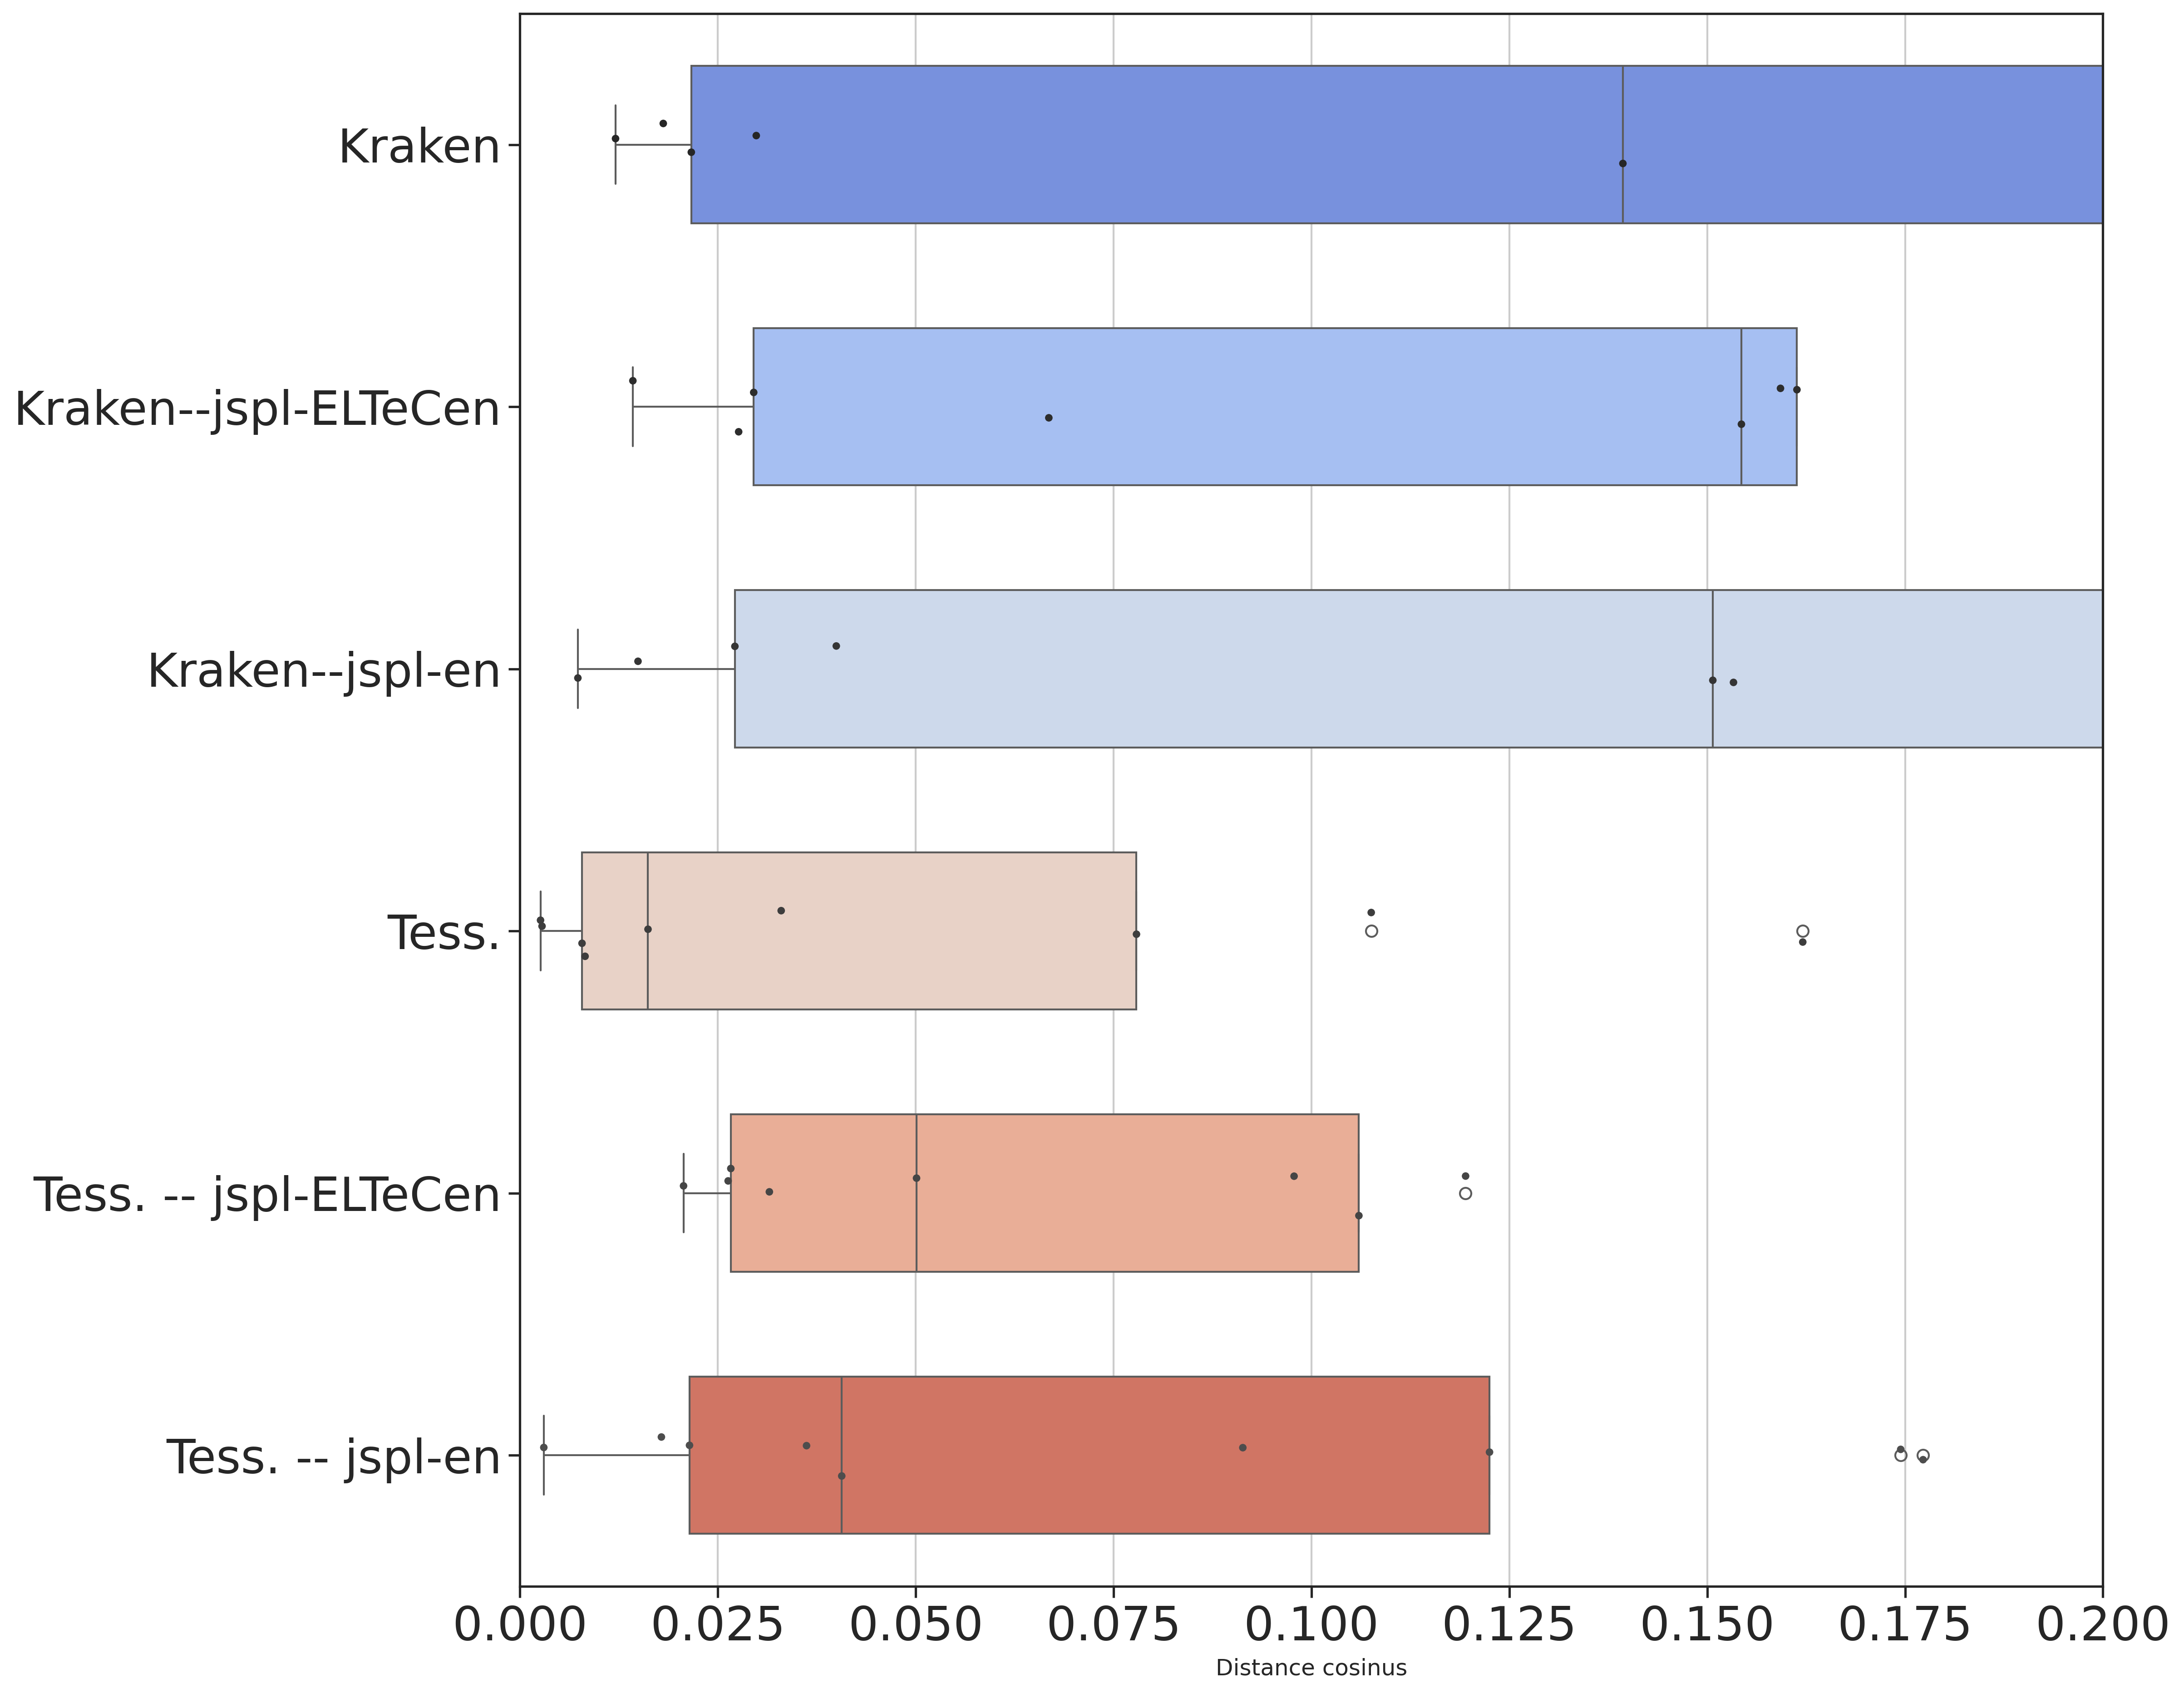 Kraken
Kraken--jspl-ELTeCen
Kraken--jspl-en
Tess.
Tess. -- jspl-ELTeCen
Tess. -- jspl-en
0.000 0.025 0.050 0.075 0.100 0.125 0.150 0.175 0.200
Distance cosinus